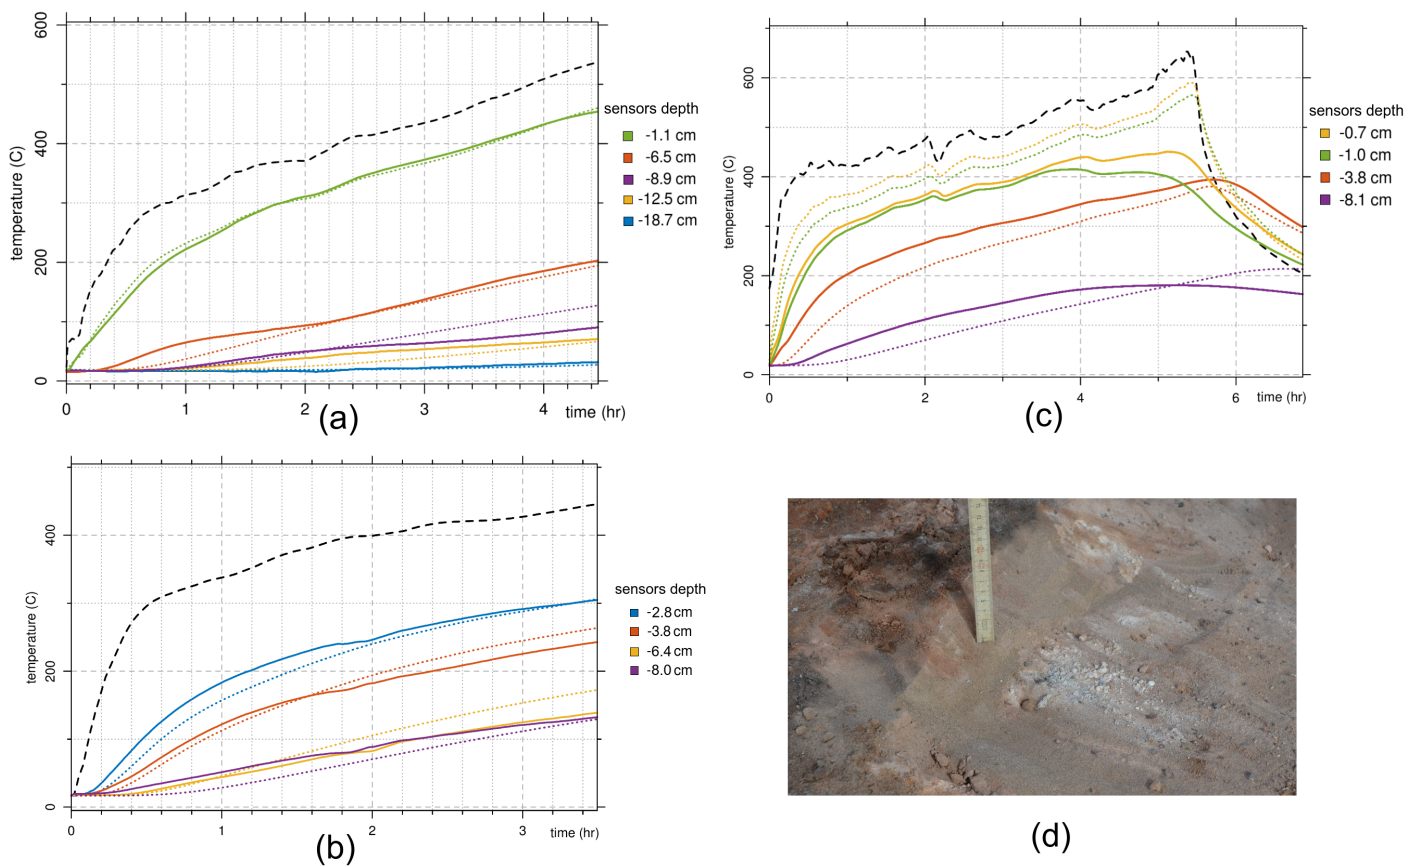 600
400
200
0
temperature (C)
0
1
2
3
4
time (hr)
sensors depth
-1.1 cm
-6.5 cm
-8.9 cm
-12.5 cm
-18.7 cm
(a)
600
400
200
0
temperature (C)
0
2
4
6
time (hr)
sensors depth
-0.7 cm
-1.0 cm
-3.8 cm
-8.1 cm
(c)
400
200
0
temperature (C)
0
1
2
3
time (hr)
sensors depth
-2.8 cm
-3.8 cm
-6.4 cm
-8.0 cm
(b)
(d)